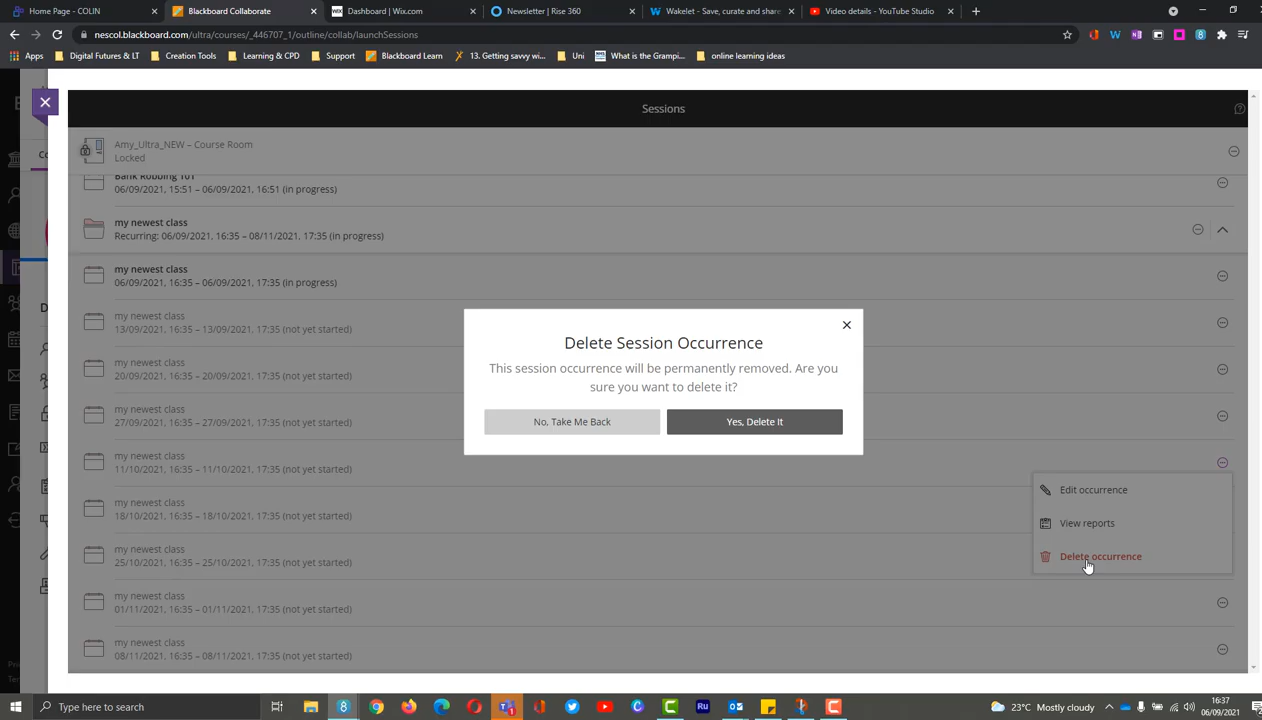 Home Page - COLIN
Blackboard Collaborate
Dashboard | Wix.com
Newsletter | Rise 360
Wakelet - Save, curate and share
Video details - YouTube Studio
nescol.blackboard.com/ultra/courses/_446707_1/outline/collab/launchSessions
Apps
Digital Futures & LT
Creation Tools
Learning & CPD
Support
Blackboard Learn
13. Getting savvy wi...
Uni
What is the Grampi...
online learning ideas
Sessions
Amy_Ultra_NEW – Course Room
Locked
Bank Robbing 101
06/09/2021, 15:51 – 06/09/2021, 16:51 (in progress)
my newest class
Recurring: 06/09/2021, 16:35 – 08/11/2021, 17:35 (in progress)
my newest class
06/09/2021, 16:35 – 06/09/2021, 17:35 (in progress)
my newest class
13/09/2021, 16:35 – 13/09/2021, 17:35 (not yet started)
my newest class
20/09/2021, 16:35 – 20/09/2021, 17:35 (not yet started)
my newest class
27/09/2021, 16:35 – 27/09/2021, 17:35 (not yet started)
my newest class
11/10/2021, 16:35 – 11/10/2021, 17:35 (not yet started)
my newest class
18/10/2021, 16:35 – 18/10/2021, 17:35 (not yet started)
my newest class
25/10/2021, 16:35 – 25/10/2021, 17:35 (not yet started)
my newest class
01/11/2021, 16:35 – 01/11/2021, 17:35 (not yet started)
my newest class
08/11/2021, 16:35 – 08/11/2021, 17:35 (not yet started)
Delete Session Occurrence
This session occurrence will be permanently removed. Are you
sure you want to delete it?
No, Take Me Back
Yes, Delete It
Edit occurrence
View reports
Delete occurrence
Type here to search
23°C Mostly cloudy
16:37
06/09/2021